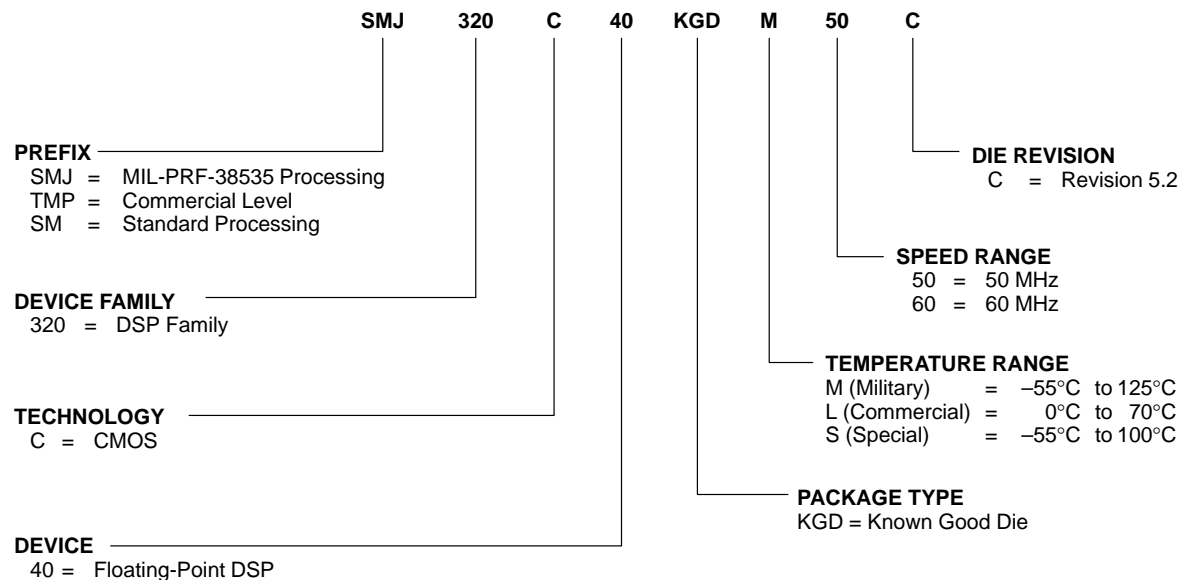 SMJ 320 C 40 KGD M 50 C
PREFIX
SMJ = MIL-PRF-38535 Processing
TMP = Commercial Level
SM = Standard Processing
DIE REVISION
C = Revision 5.2
SPEED RANGE
50 = 50 MHz
60 = 60 MHz
DEVICE FAMILY
320 = DSP Family
TEMPERATURE RANGE
M (Military) = –55°C to 125°C
L (Commercial) = 0°C to 70°C
S (Special) = –55°C to 100°C
TECHNOLOGY
C = CMOS
PACKAGE TYPE
KGD = Known Good Die
DEVICE
40 = Floating-Point DSP